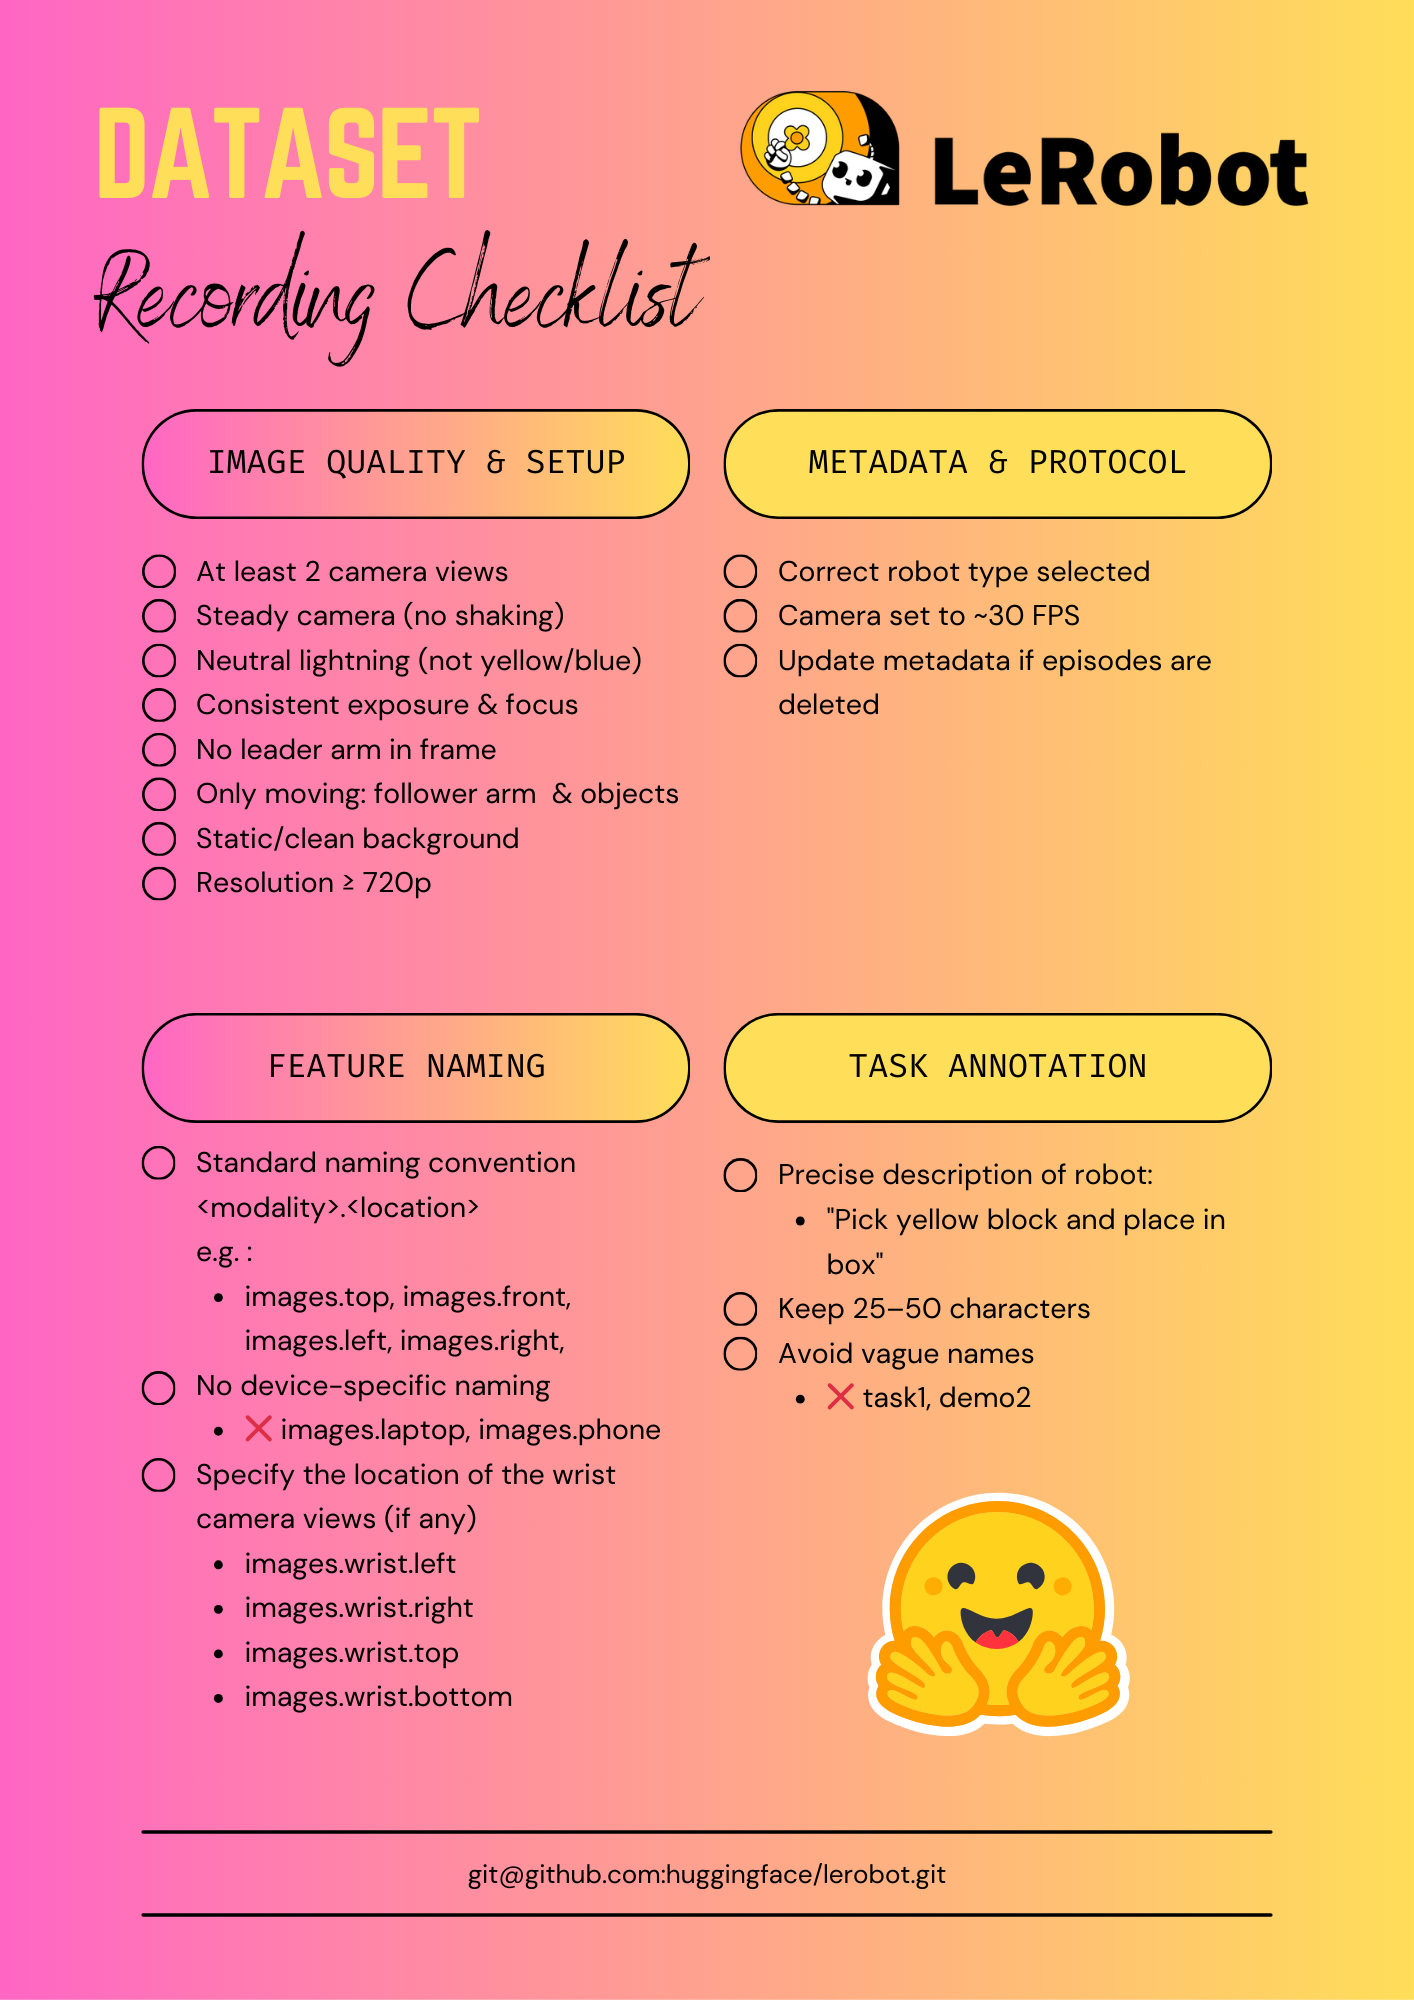 DATASET
LeRobot
Recording Checklist
IMAGE QUALITY & SETUP
At least 2 camera views
Steady camera (no shaking)
Neutral lightning (not yellow/blue)
Consistent exposure & focus
No leader arm in frame
Only moving: follower arm  & objects
Static/clean background
Resolution ≥ 720p
METADATA & PROTOCOL
Correct robot type selected
Camera set to ~30 FPS
Update metadata if episodes are
deleted
FEATURE NAMING
Standard naming convention
<modality>.<location>
e.g. :
• images.top, images.front,
images.left, images.right,
No device-specific naming
• ❌ images.laptop, images.phone
Specify the location of the wrist
camera views (if any)
• images.wrist.left
• images.wrist.right
• images.wrist.top
• images.wrist.bottom
TASK ANNOTATION
Precise description of robot:
• "Pick yellow block and place in
box"
Keep 25–50 characters
Avoid vague names
• ❌ task1, demo2
git@github.com:huggingface/lerobot.git